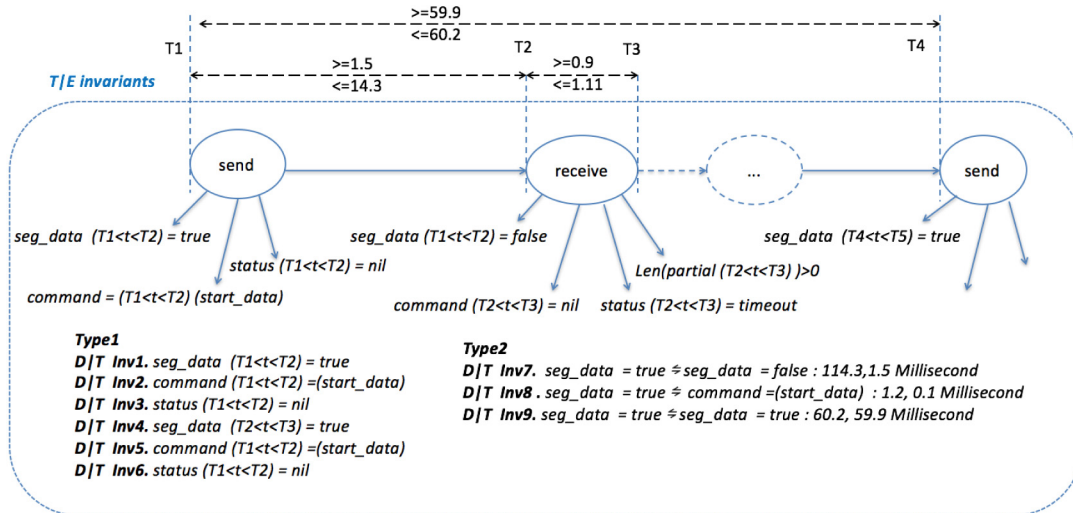 >=59.9
<=60.2
T1
T2
T3
T4
>=1.5
<=14.3
>=0.9
<=1.11
T|E invariants
send
receive
...
send
seg_data (T1<t<T2) = true
status (T1<t<T2) = nil
command = (T1<t<T2) (start_data)
seg_data (T1<t<T2) = false
Len(partial (T2<t<T3) )>0
command (T2<t<T3) = nil
status (T2<t<T3) = timeout
seg_data (T4<t<T5) = true
Type1
D|T Inv1. seg_data (T1<t<T2) = true
D|T Inv2. command (T1<t<T2) =(start_data)
D|T Inv3. status (T1<t<T2) = nil
D|T Inv4. seg_data (T2<t<T3) = true
D|T Inv5. command (T1<t<T2) =(start_data)
D|T Inv6. status (T1<t<T2) = nil
Type2
D|T Inv7. seg_data = true ≑ seg_data = false : 114.3,1.5 Millisecond
D|T Inv8 . seg_data = true ≑ command =(start_data) : 1.2, 0.1 Millisecond
D|T Inv9. seg_data = true ≑ seg_data = true : 60.2, 59.9 Millisecond